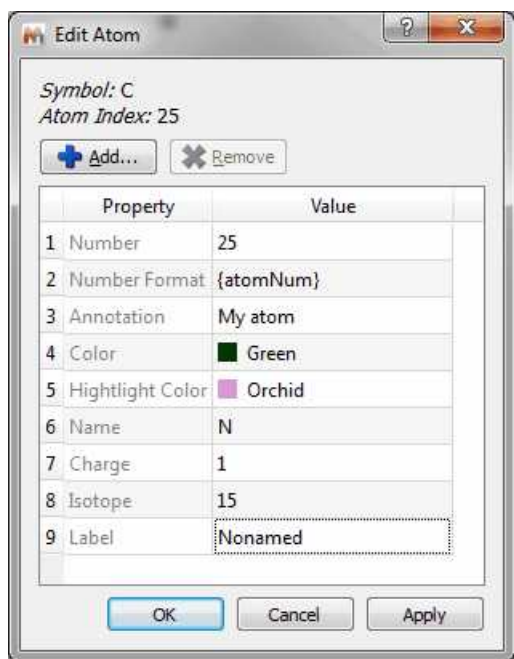 Edit Atom
Symbol: C
Atom Index: 25
Add... Remove
Property Value
1 Number 25
2 Number Format {atomNum}
3 Annotation My atom
4 Color Green
5 Hightlight Color Orchid
6 Name N
7 Charge 1
8 Isotope 15
9 Label Nonamed
OK Cancel Apply